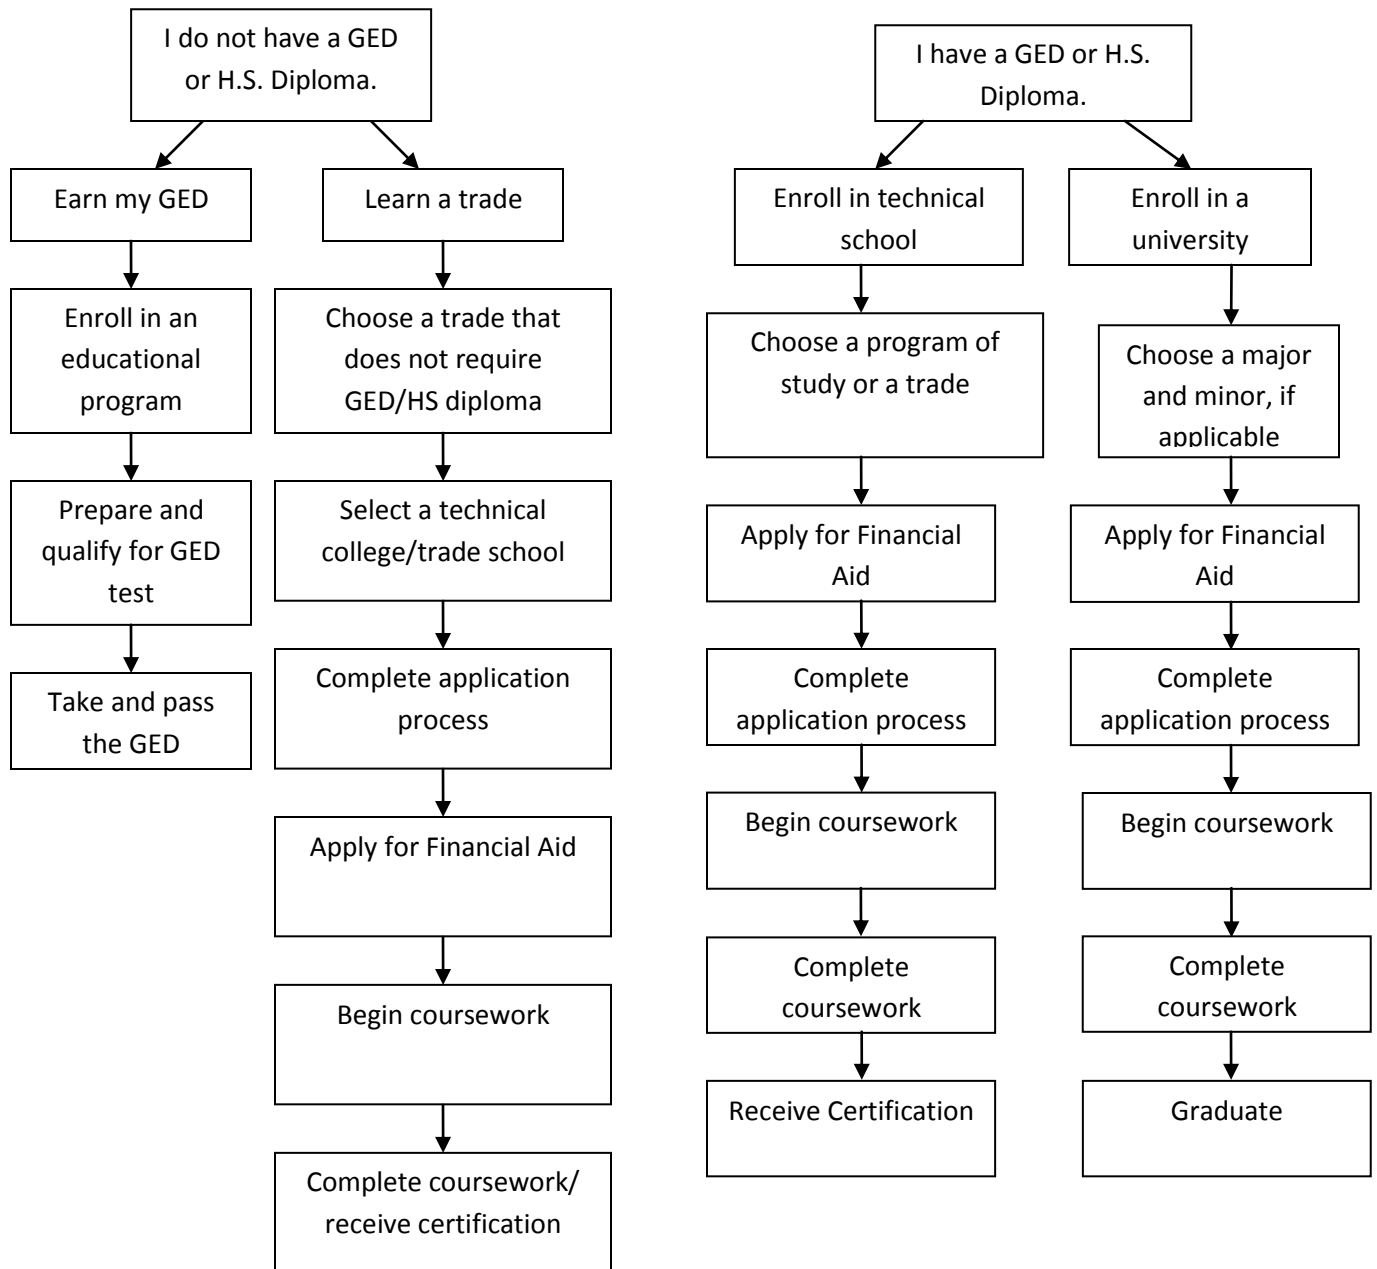 I do not have a GED
or H.S. Diploma.
Earn my GED
Enroll in an
educational
program
Prepare and
qualify for GED
test
Take and pass
the GED
Learn a trade
Choose a trade that
does not require
GED/HS diploma
Select a technical
college/trade school
Complete application
process
Apply for Financial Aid
Begin coursework
Complete coursework/
receive certification
I have a GED or H.S.
Diploma.
Enroll in technical
school
Choose a program of
study or a trade
Apply for Financial
Aid
Complete
application process
Begin coursework
Complete
coursework
Receive Certification
Enroll in a
university
Choose a major
and minor, if
applicable
Apply for Financial
Aid
Complete
application process
Begin coursework
Complete
coursework
Graduate